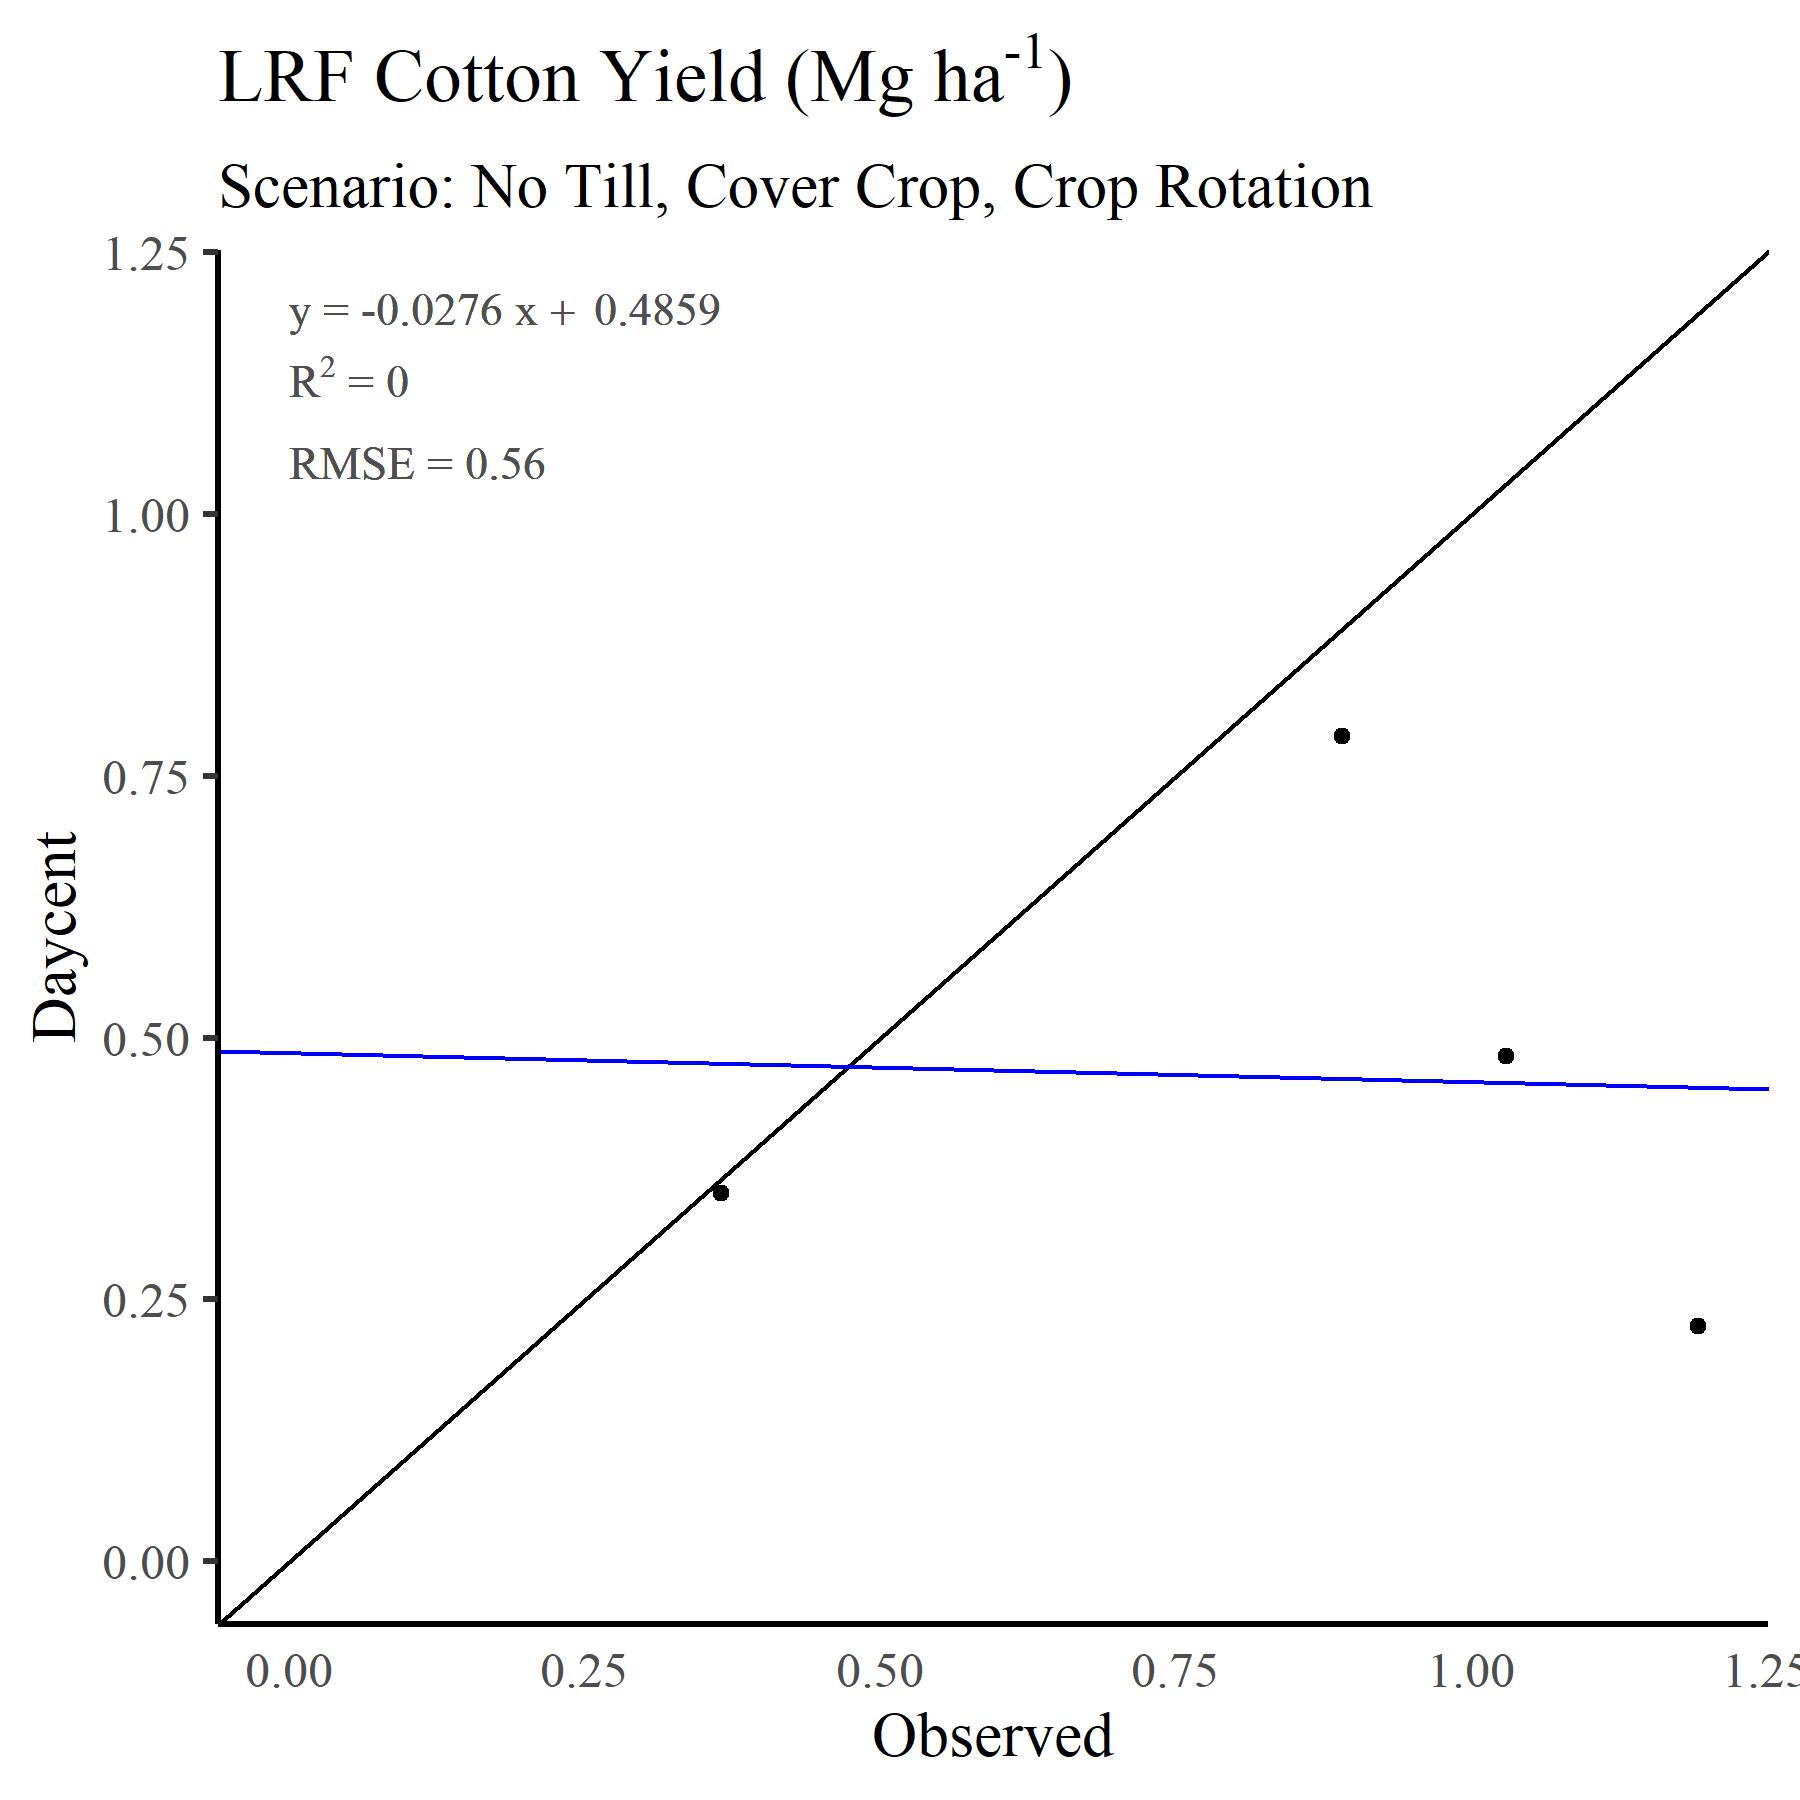 LRF Cotton Yield (Mg ha⁻¹)
Scenario: No Till, Cover Crop, Crop Rotation
1.25
y = -0.0276 x + 0.4859
R² = 0
RMSE = 0.56
1.00
0.75
Daycent
0.50
0.25
0.00
0.00 0.25 0.50 0.75 1.00 1.25
Observed